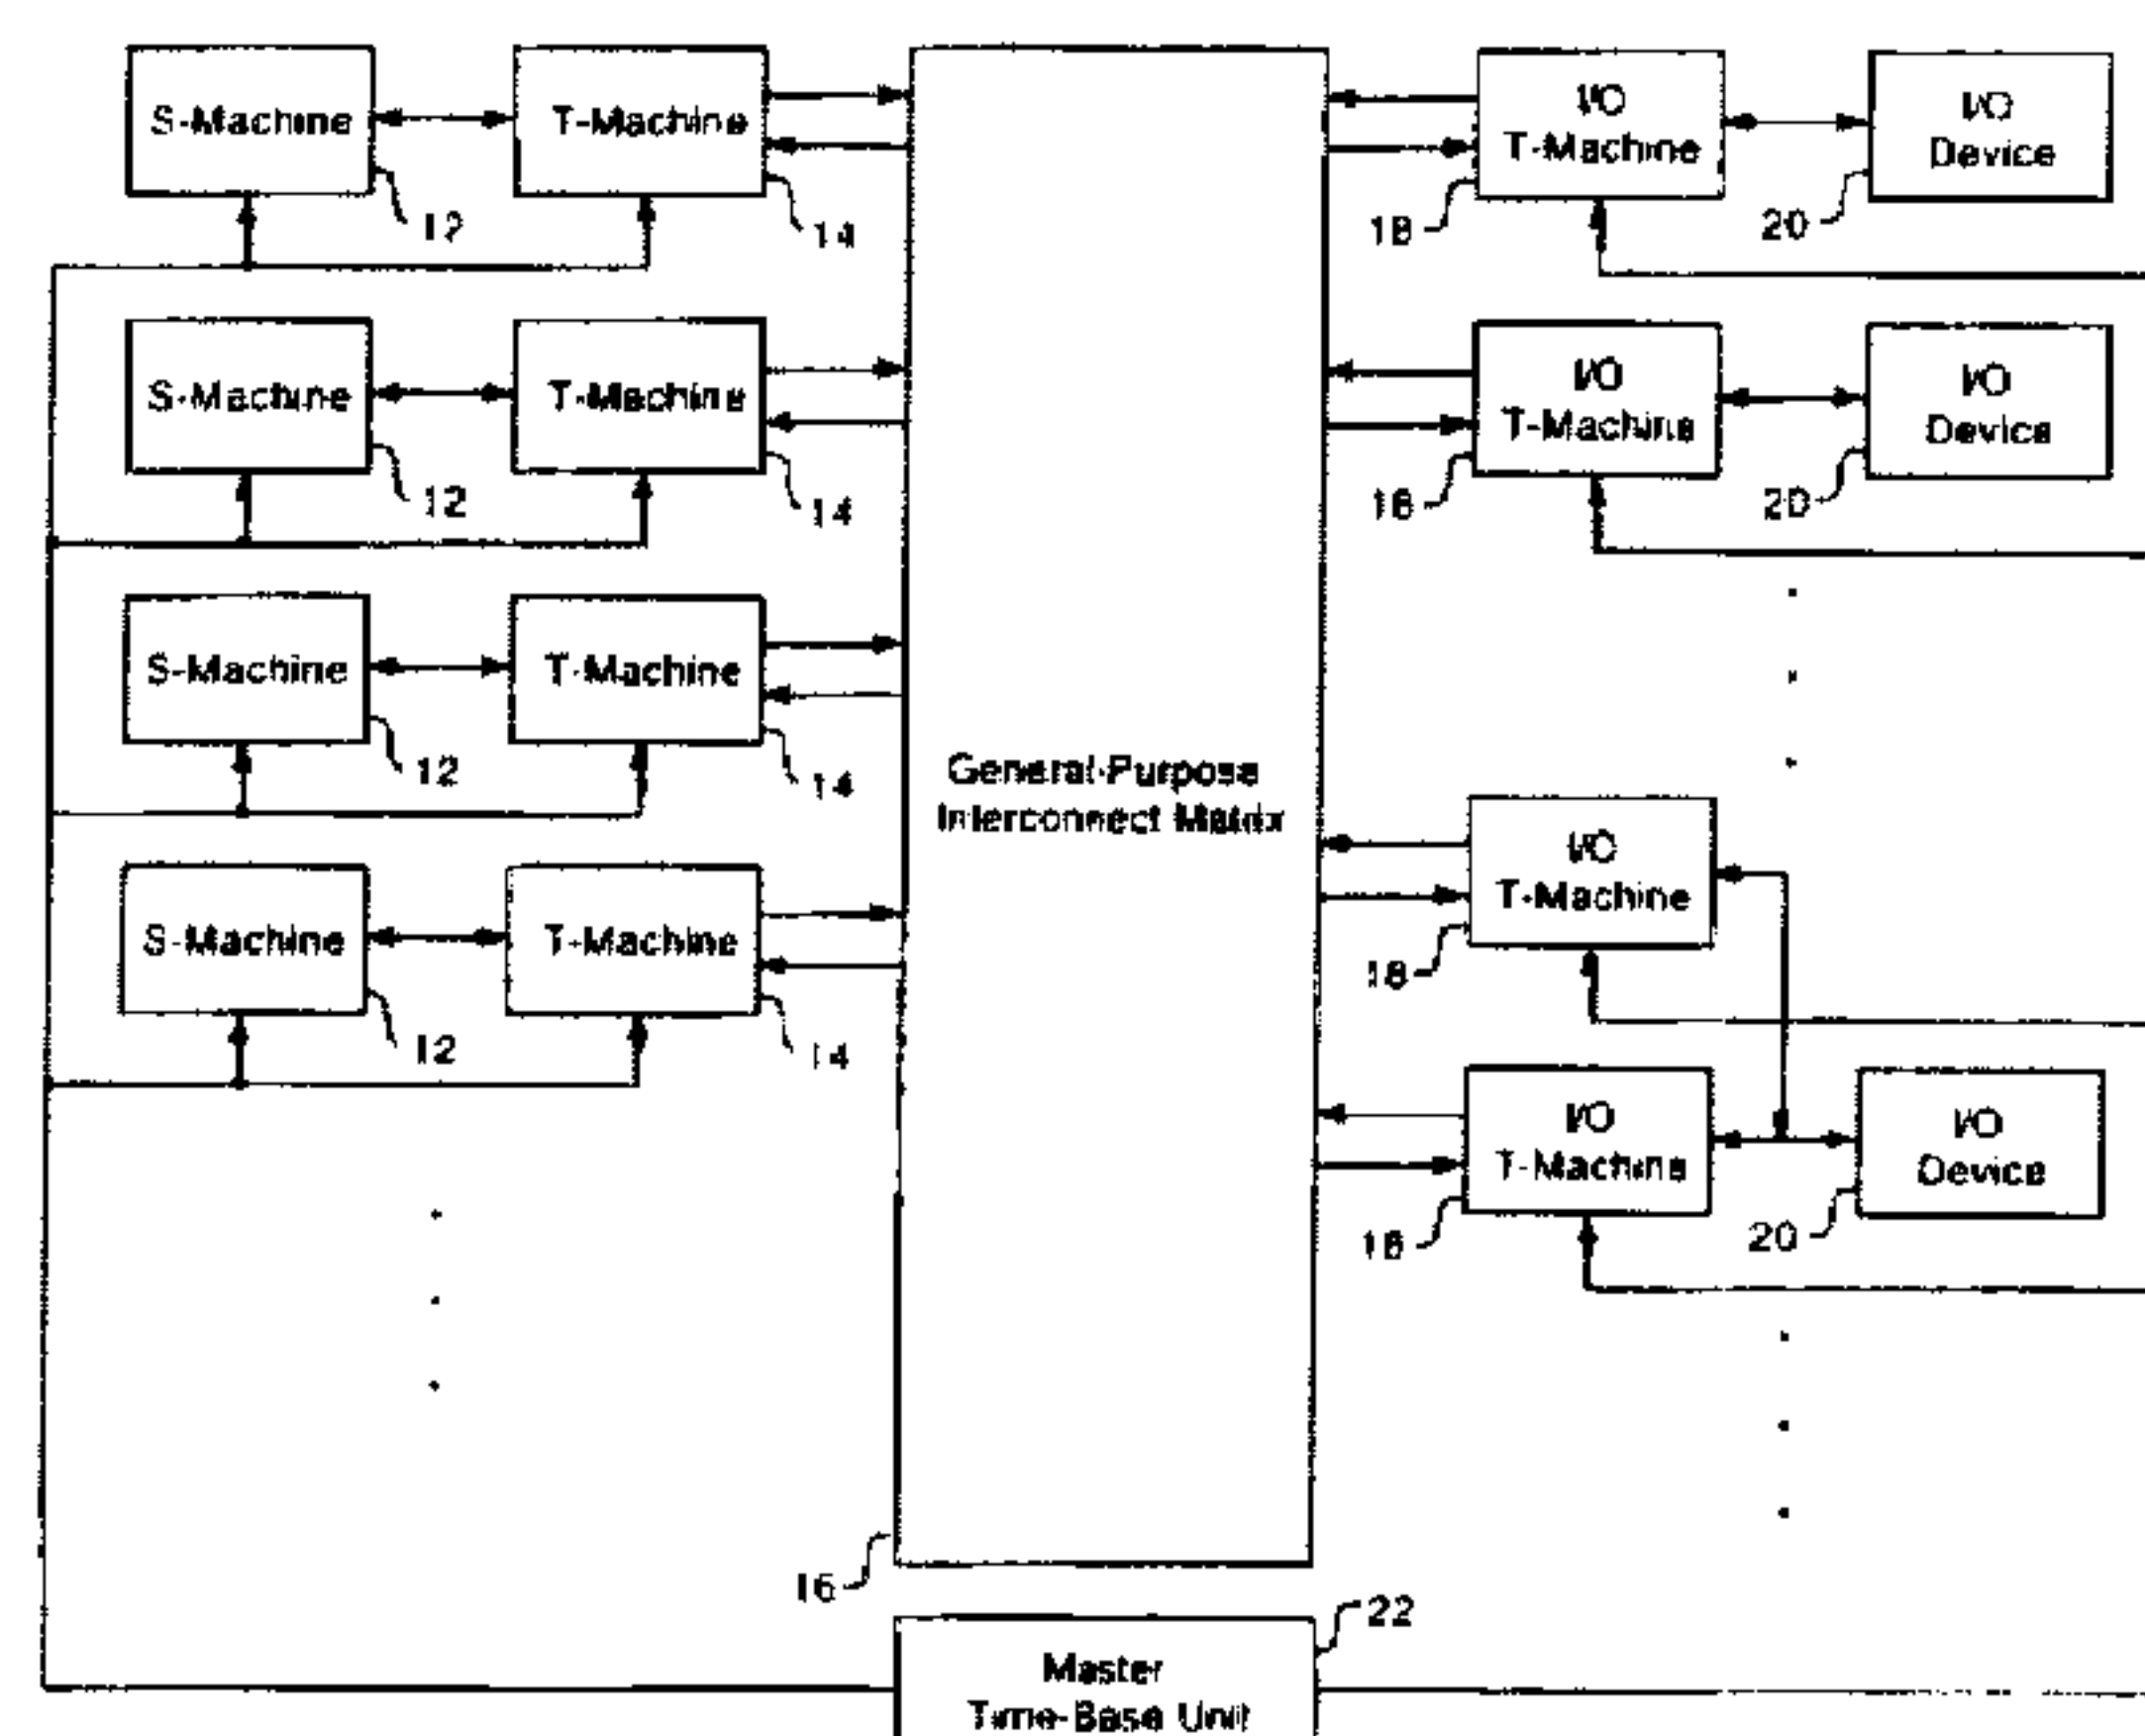 S-Machine
T-Machine
I/O
T-Machine
I/O
Device
12
14
18
20
S-Machine
T-Machine
I/O
T-Machine
I/O
Device
12
14
18
20
S-Machine
T-Machine
12
14
General-Purpose
Interconnect Matrix
I/O
T-Machine
18
S-Machine
T-Machine
12
14
I/O
T-Machine
I/O
Device
18
20
16
22
Master
Time-Base Unit